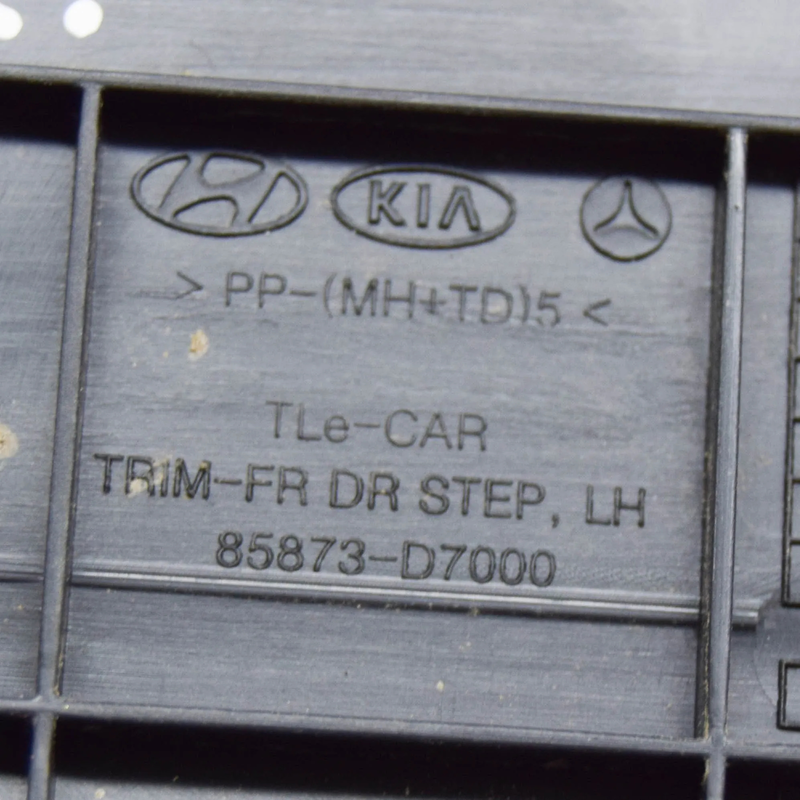 KIA
> PP-(MH+TD)5 <
TLe-CAR
TRIM-FR DR STEP, LH
85873-D7000